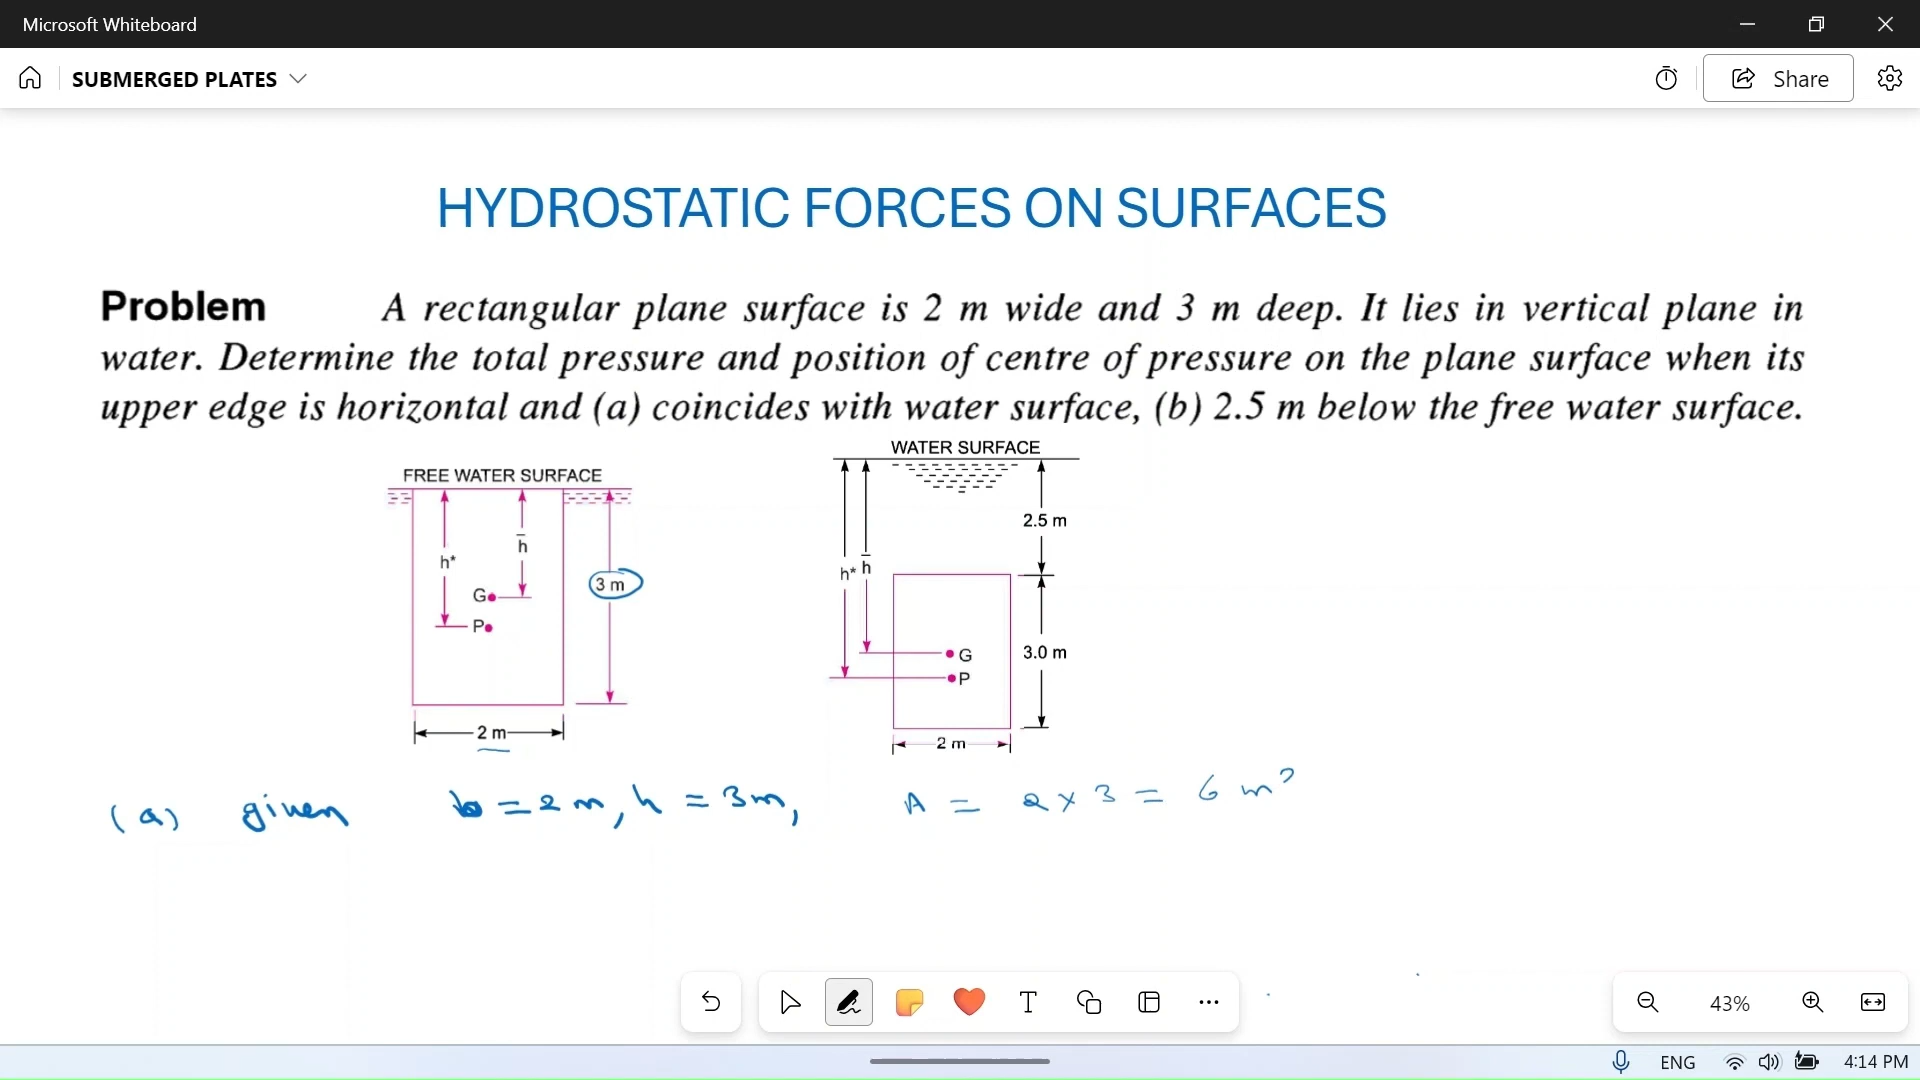 Microsoft Whiteboard
SUBMERGED PLATES
Share
HYDROSTATIC FORCES ON SURFACES
Problem A rectangular plane surface is 2 m wide and 3 m deep. It lies in vertical plane in
water. Determine the total pressure and position of centre of pressure on the plane surface when its
upper edge is horizontal and (a) coincides with water surface, (b) 2.5 m below the free water surface.
FREE WATER SURFACE
h*
h̅
G
P
3 m
2 m
WATER SURFACE
2.5 m
h* h̅
G
P
3.0 m
2 m
(a) given b = 2 m, h = 3m, A = 2 x 3 = 6 m²
T
43%
ENG
4:14 PM